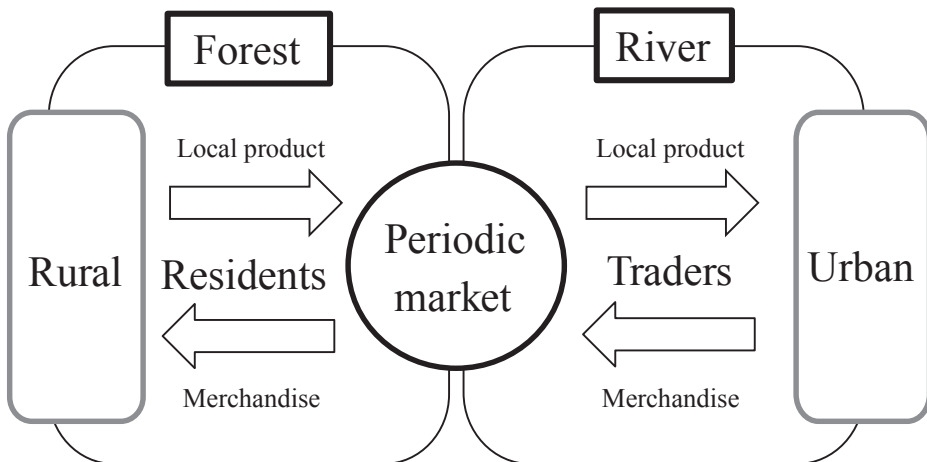 Forest
River
Local product
Local product
Rural
Residents
Periodic
market
Traders
Urban
Merchandise
Merchandise